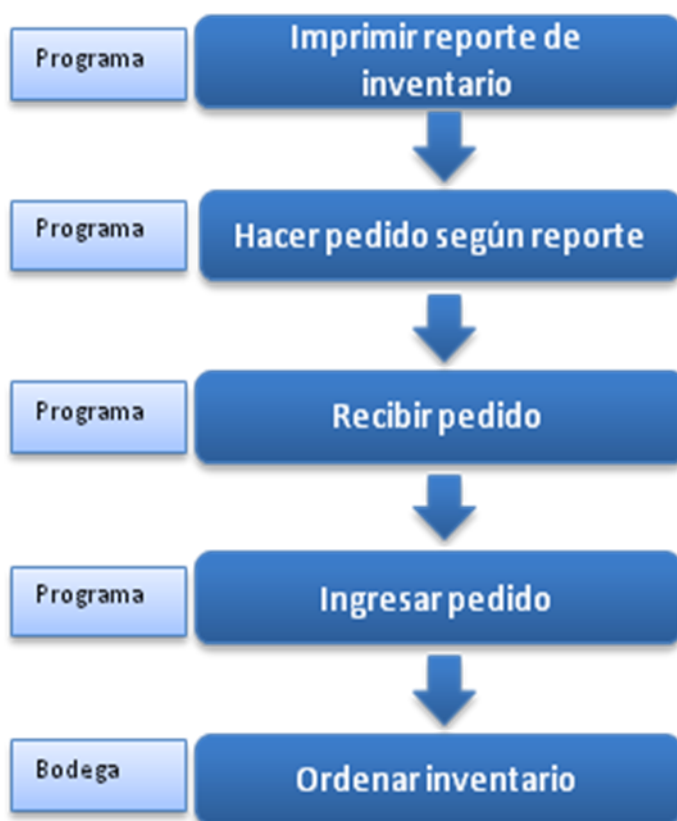 Programa
Imprimir reporte de
inventario
Programa
Hacer pedido según reporte
Programa
Recibir pedido
Programa
Ingresar pedido
Bodega
Ordenar inventario